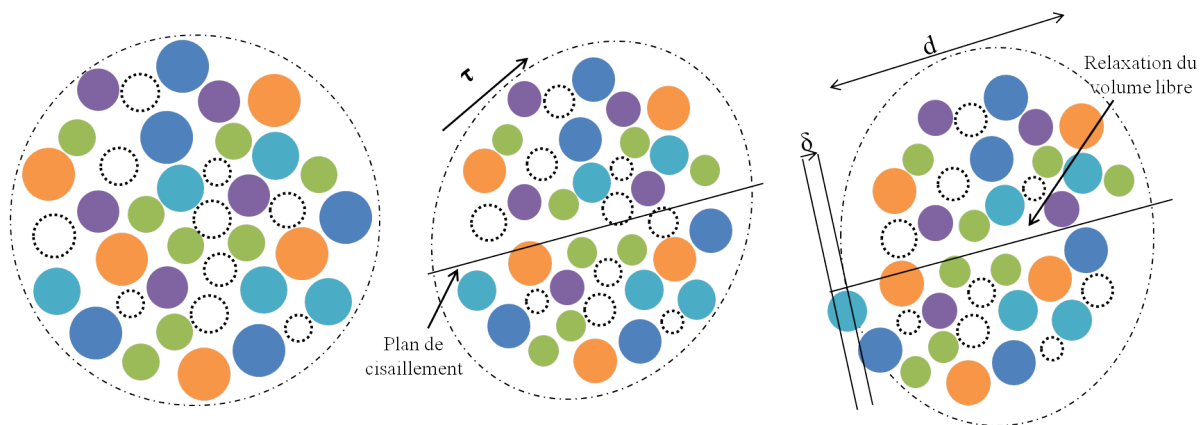 τ
Plan de
cisaillement
d
δ
Relaxation du
volume libre